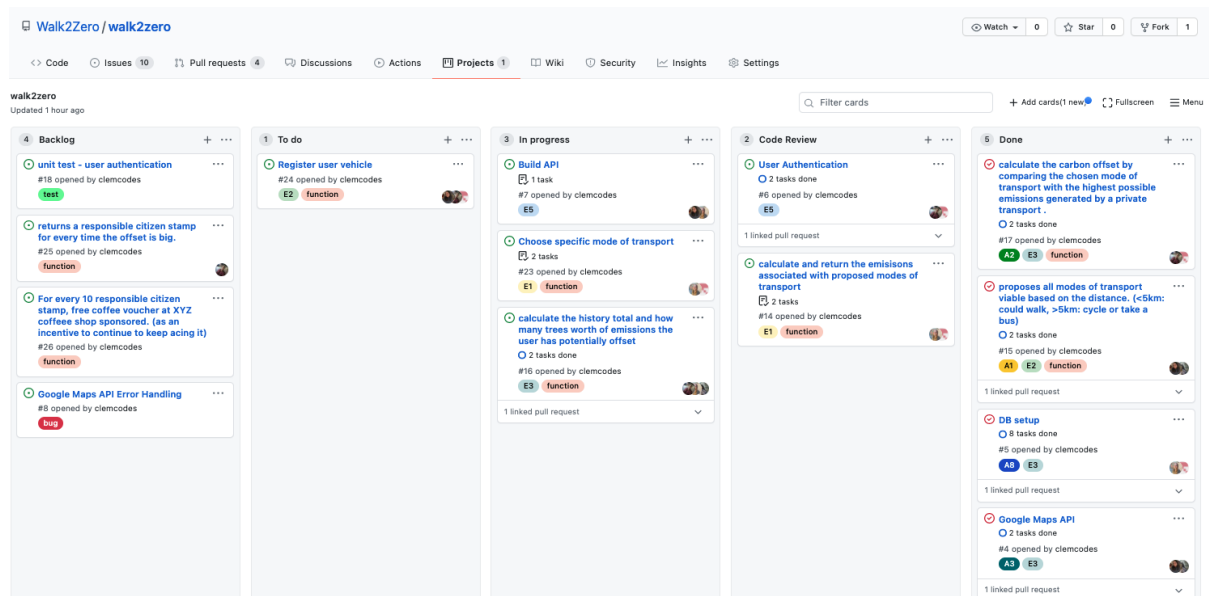 Walk2Zero / walk2zero
Watch 0
Star 0
Fork 1
Code
Issues 10
Pull requests 4
Discussions
Actions
Projects 1
Wiki
Security
Insights
Settings
walk2zero
Updated 1 hour ago
Filter cards
+ Add cards(1 new)
Fullscreen
Menu
4 Backlog
unit test - user authentication
#18 opened by clemcodes
test
returns a responsible citizen stamp
for every time the offset is big.
#25 opened by clemcodes
function
For every 10 responsible citizen
stamp, free coffee voucher at XYZ
coffeee shop sponsored. (as an
incentive to continue to keep acing it)
#26 opened by clemcodes
function
Google Maps API Error Handling
#8 opened by clemcodes
bug
1 To do
Register user vehicle
#24 opened by clemcodes
E2 function
3 In progress
Build API
1 task
#7 opened by clemcodes
E5
Choose specific mode of transport
2 tasks
#23 opened by clemcodes
E1 function
calculate the history total and how
many trees worth of emissions the
user has potentially offset
2 tasks done
#16 opened by clemcodes
E3 function
1 linked pull request
2 Code Review
User Authentication
2 tasks done
#6 opened by clemcodes
E5
1 linked pull request
calculate and return the emisisons
associated with proposed modes of
transport
2 tasks
#14 opened by clemcodes
E1 function
5 Done
calculate the carbon offset by
comparing the chosen mode of
transport with the highest possible
emissions generated by a private
transport .
2 tasks done
#17 opened by clemcodes
A2 E3 function
proposes all modes of transport
viable based on the distance. (<5km:
could walk, >5km: cycle or take a
bus)
2 tasks done
#15 opened by clemcodes
A1 E2 function
1 linked pull request
DB setup
8 tasks done
#5 opened by clemcodes
A8 E3
1 linked pull request
Google Maps API
2 tasks done
#4 opened by clemcodes
A3 E3
1 linked pull request